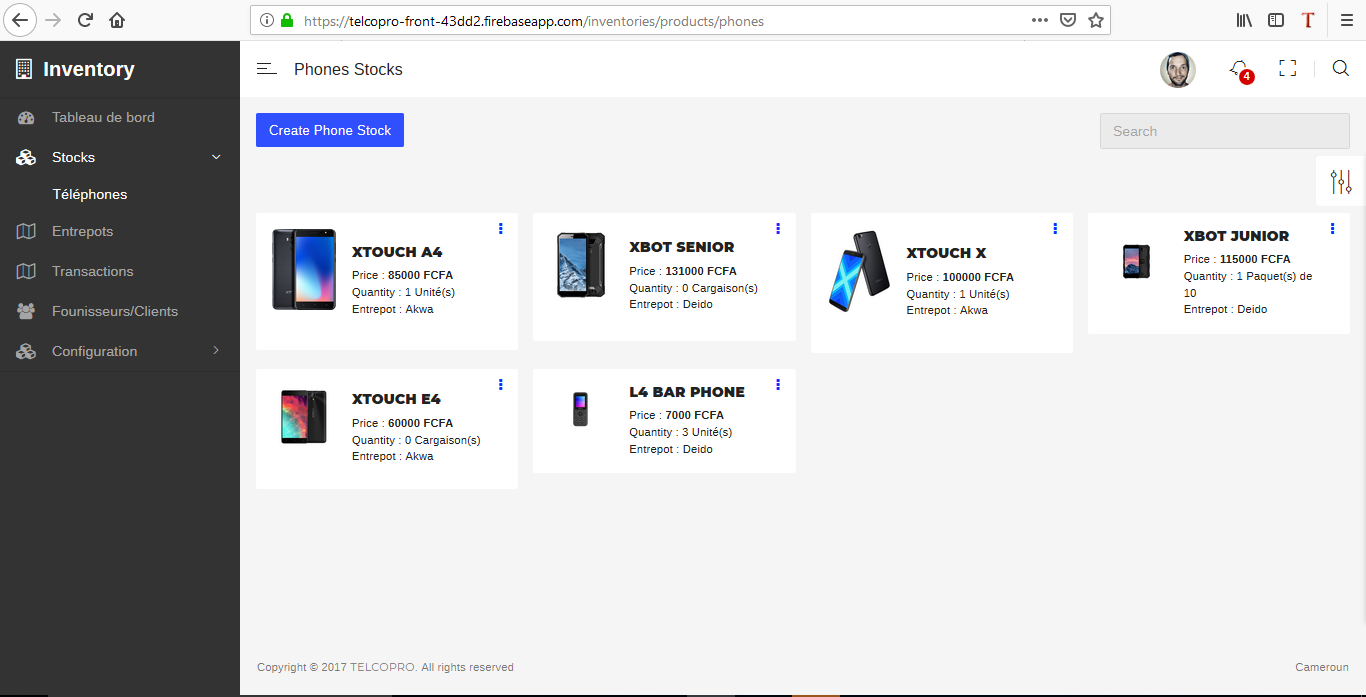 https://telcopro-front-43dd2.firebaseapp.com/inventories/products/phones
Inventory
Phones Stocks
4
Tableau de bord
Stocks
Téléphones
Entrepots
Transactions
Founisseurs/Clients
Configuration
Create Phone Stock
Search
XTOUCH A4
Price : 85000 FCFA
Quantity : 1 Unité(s)
Entrepot : Akwa
XBOT SENIOR
Price : 131000 FCFA
Quantity : 0 Cargaison(s)
Entrepot : Deido
XTOUCH X
Price : 100000 FCFA
Quantity : 1 Unité(s)
Entrepot : Akwa
XBOT JUNIOR
Price : 115000 FCFA
Quantity : 1 Paquet(s) de
10
Entrepot : Deido
XTOUCH E4
Price : 60000 FCFA
Quantity : 0 Cargaison(s)
Entrepot : Akwa
L4 BAR PHONE
Price : 7000 FCFA
Quantity : 3 Unité(s)
Entrepot : Deido
Copyright © 2017 TELCOPRO. All rights reserved
Cameroun